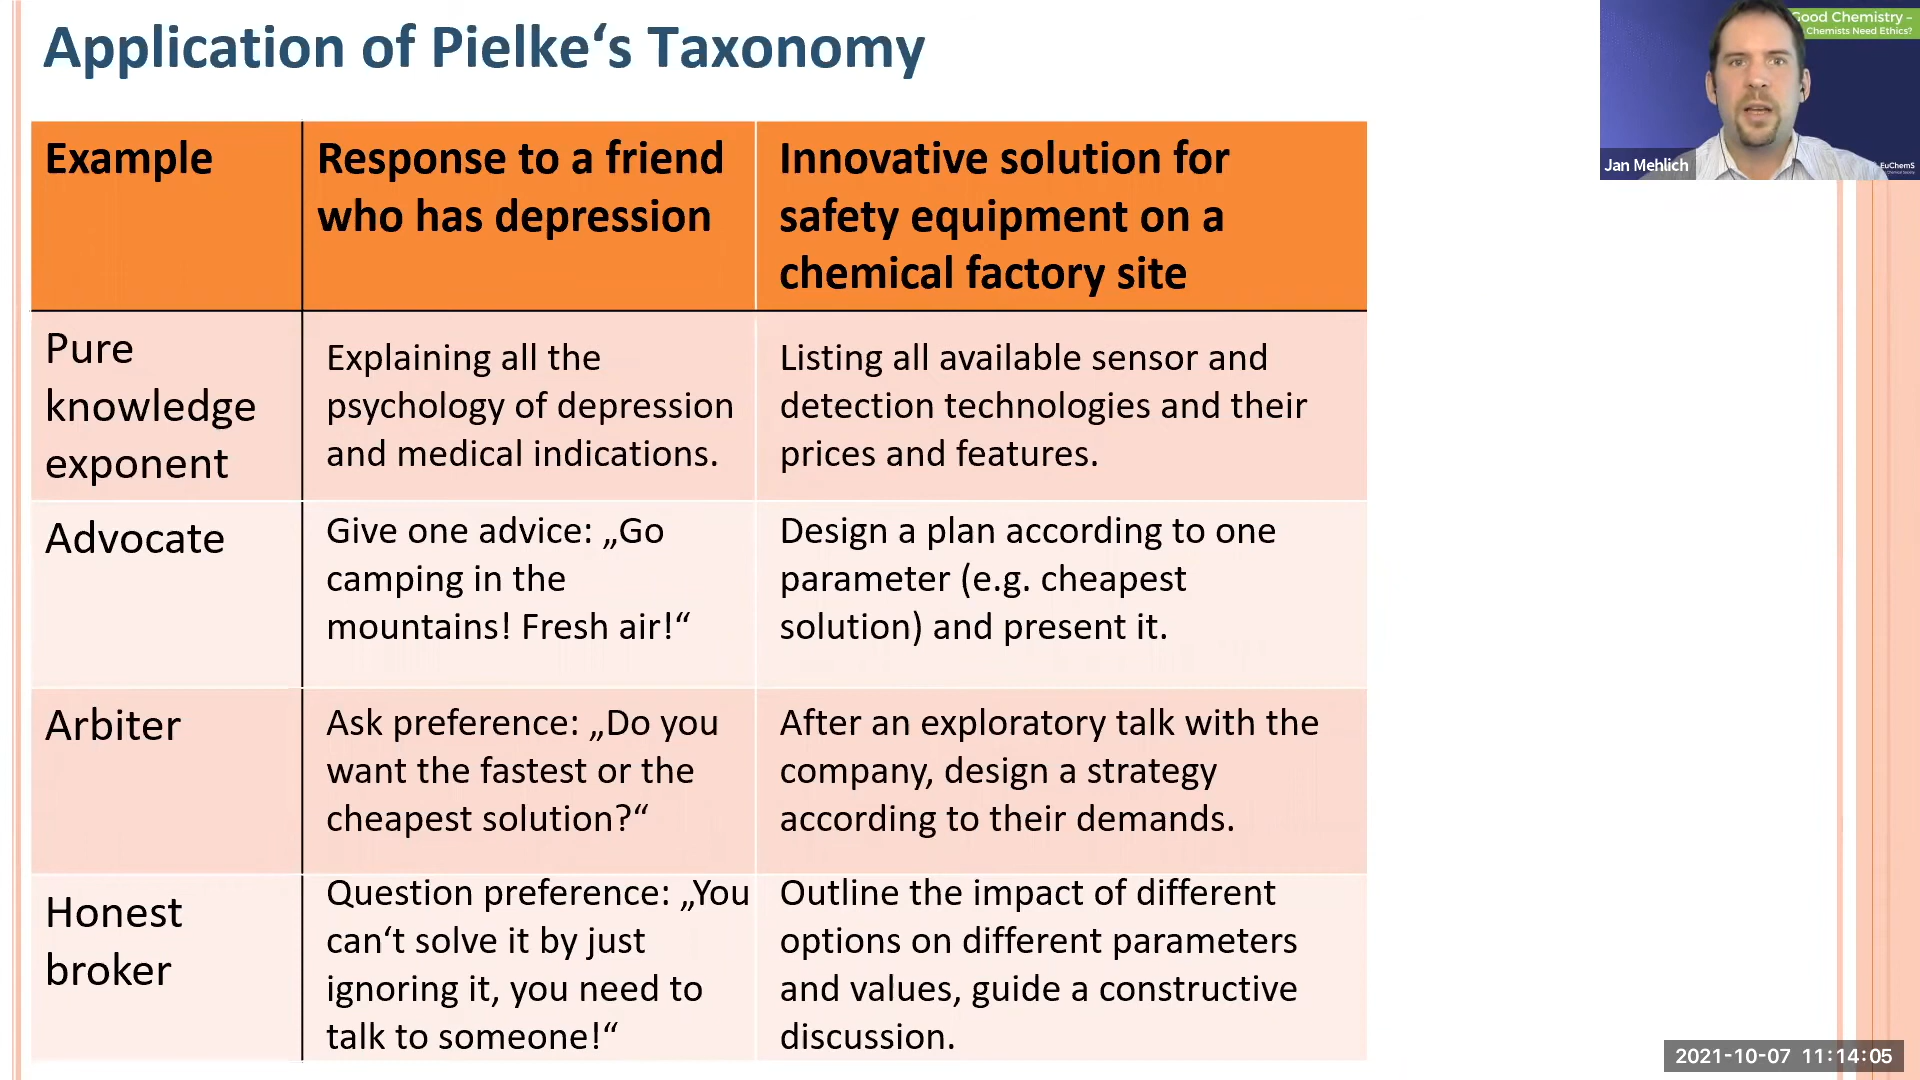 Application of Pielke‘s Taxonomy
Good Chemistry –
Chemists Need Ethics?
Jan Mehlich
EuChemS
Example
Response to a friend
who has depression
Innovative solution for
safety equipment on a
chemical factory site
Pure
knowledge
exponent
Explaining all the
psychology of depression
and medical indications.
Listing all available sensor and
detection technologies and their
prices and features.
Advocate
Give one advice: „Go
camping in the
mountains! Fresh air!“
Design a plan according to one
parameter (e.g. cheapest
solution) and present it.
Arbiter
Ask preference: „Do you
want the fastest or the
cheapest solution?“
After an exploratory talk with the
company, design a strategy
according to their demands.
Honest
broker
Question preference: „You
can‘t solve it by just
ignoring it, you need to
talk to someone!“
Outline the impact of different
options on different parameters
and values, guide a constructive
discussion.
2021-10-07 11:14:05